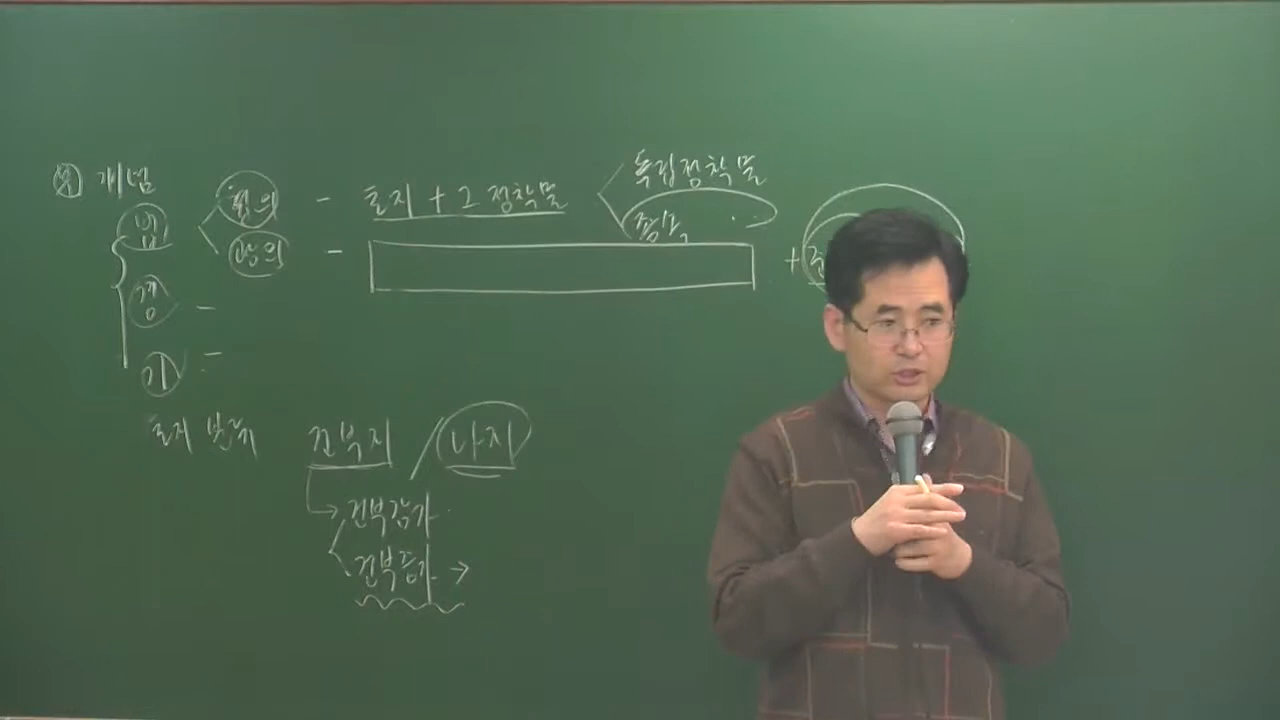 개념
법
협의 - 토지 + 그 정착물
독립정착물
종속
광의 -
+ 준
경 -
기 -
토지 분류
건부지 / 나지
→ 건부감가
건부증가 →